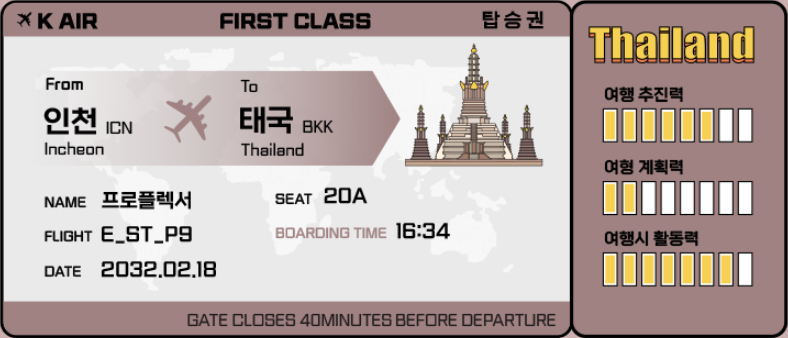 K AIR FIRST CLASS 탑승권
From To
인천 ICN 태국 BKK
Incheon Thailand
NAME 프로플렉서 SEAT 20A
FLIGHT E_ST_P9 BOARDING TIME 16:34
DATE 2032.02.18
GATE CLOSES 40MINUTES BEFORE DEPARTURE
Thailand
여행 추진력
여형 계획력
여행시 활동력